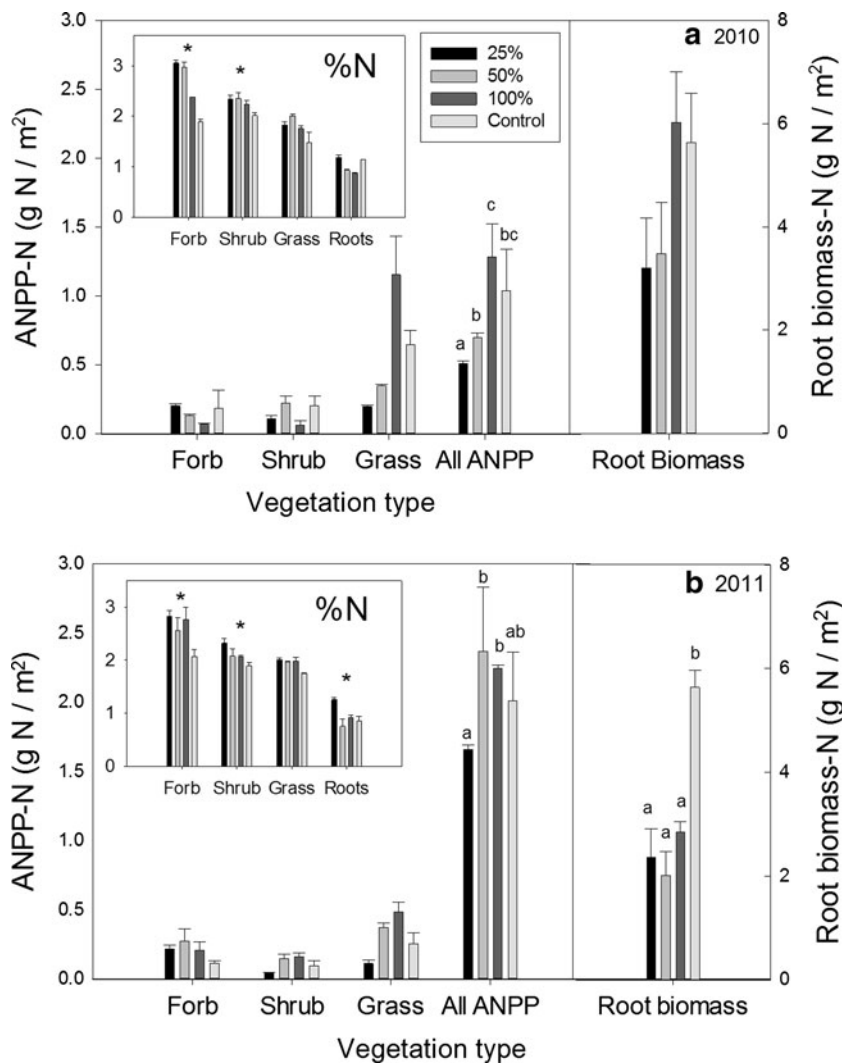 a 2010
%N
25%
50%
100%
Control
3
2
1
0
Forb Shrub Grass Roots
* *
3.0
2.5
2.0
1.5
1.0
0.5
0.0
ANPP-N (g N / m²)
a b c bc
8
6
4
2
0
Root biomass-N (g N / m²)
Forb Shrub Grass All ANPP Root Biomass
Vegetation type
b 2011
%N
3
2
1
0
Forb Shrub Grass Roots
* * *
3.0
2.5
2.0
1.5
1.0
0.5
0.0
ANPP-N (g N / m²)
a b b ab
a a a b
8
6
4
2
0
Root biomass-N (g N / m²)
Forb Shrub Grass All ANPP Root biomass
Vegetation type